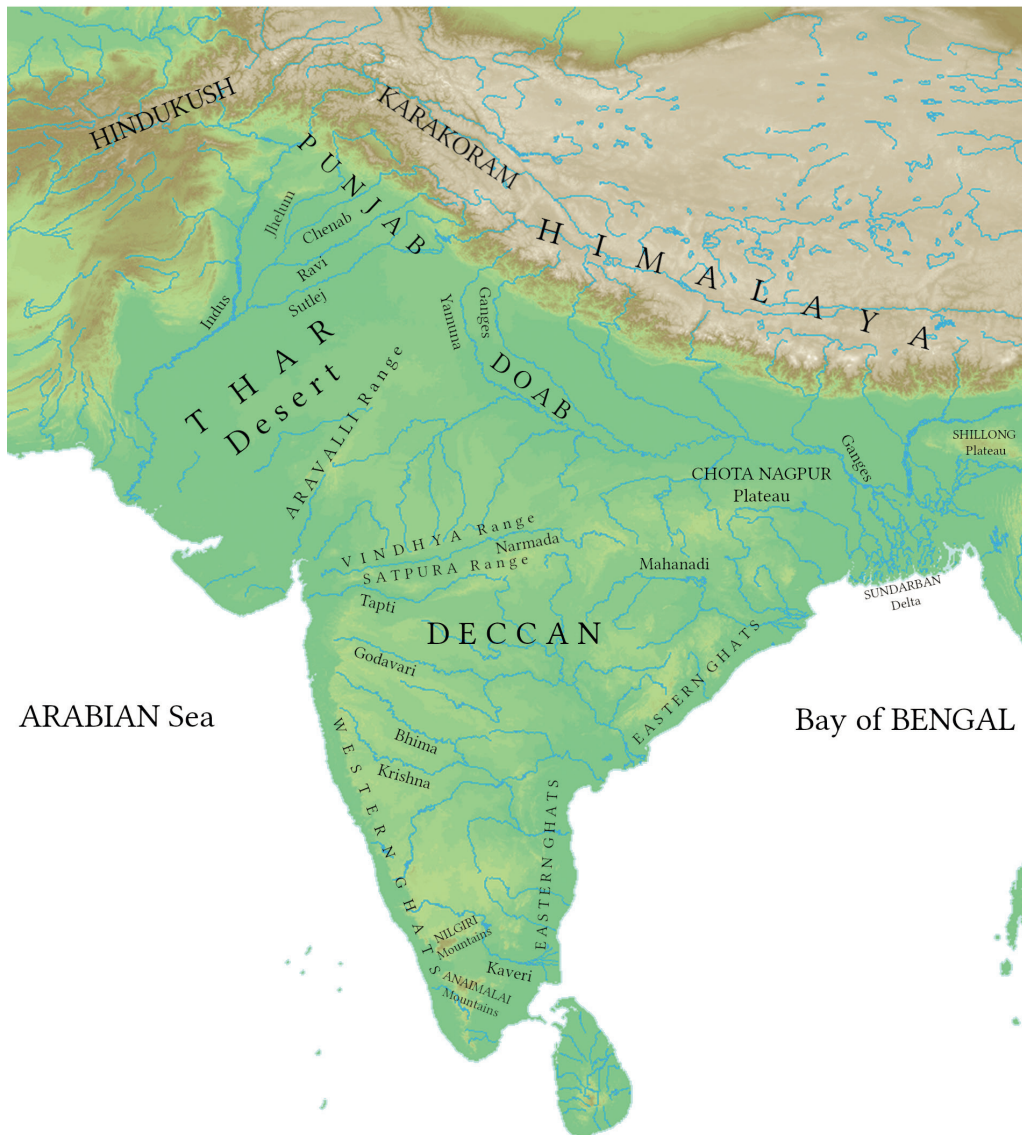 HINDUKUSH
KARAKORAM
PUNJAB
Jhelum
Chenab
Ravi
Sutlej
Indus
HIMALAYA
Yamuna
Ganges
DOAB
THAR
Desert
ARAVALLI Range
Ganges
SHILLONG
Plateau
CHOTA NAGPUR
Plateau
VINDHYA Range
Narmada
SATPURA Range
Tapti
Mahanadi
SUNDARBAN
Delta
DECCAN
Godavari
EASTERN GHATS
ARABIAN Sea
Bay of BENGAL
Bhima
Krishna
WESTERN GHATS
EASTERN GHATS
NILGIRI
Mountains
Kaveri
ANAIMALAI
Mountains